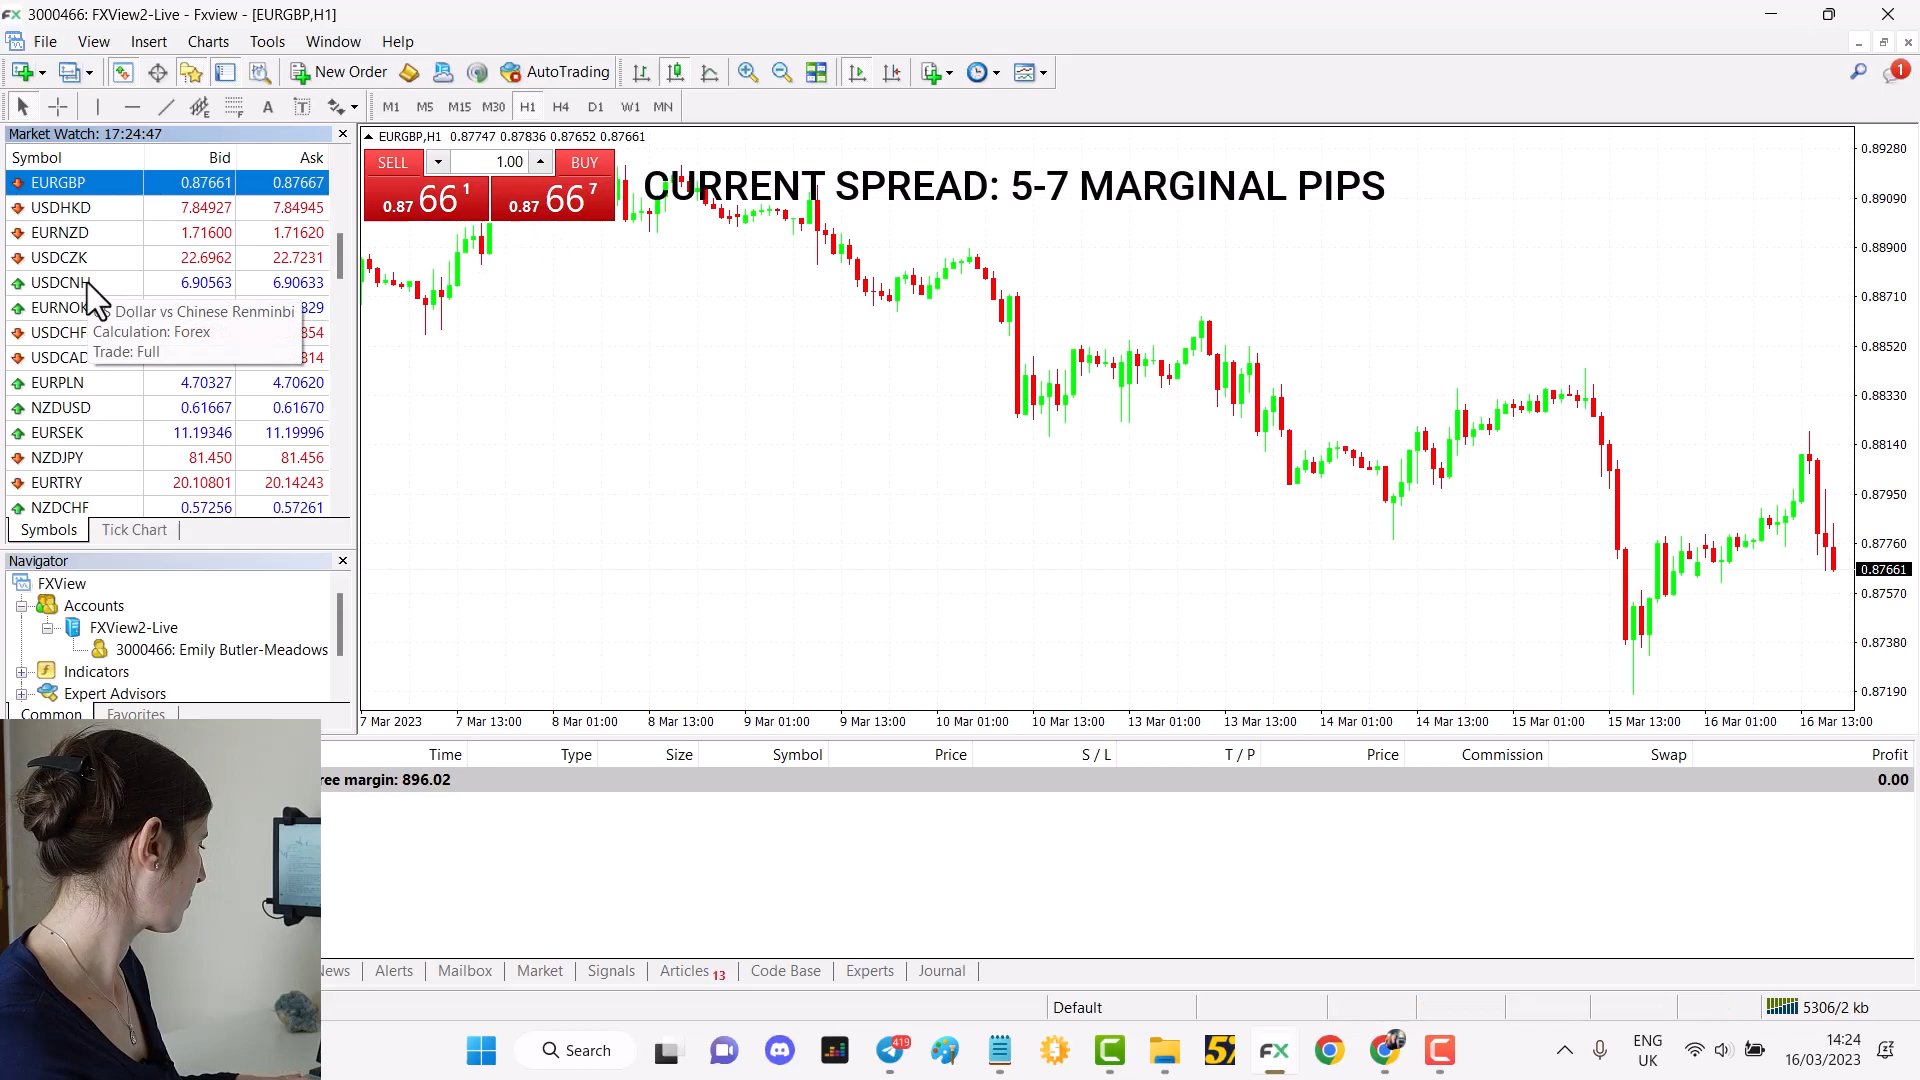 3000466: FXView2-Live - Fxview - [EURGBP,H1]
File View Insert Charts Tools Window Help
New Order AutoTrading 1
A T M1 M5 M15 M30 H1 H4 D1 W1 MN
Market Watch: 17:24:47
Symbol Bid Ask
EURGBP 0.87661 0.87667
USDHKD 7.84927 7.84945
EURNZD 1.71600 1.71620
USDCZK 22.6962 22.7231
USDCNH 6.90563 6.90633
EURNOK 829
USDCHF 854
USDCAD 814
EURPLN 4.70327 4.70620
NZDUSD 0.61667 0.61670
EURSEK 11.19346 11.19996
NZDJPY 81.450 81.456
EURTRY 20.10801 20.14243
NZDCHF 0.57256 0.57261
Dollar vs Chinese Renminbi
Calculation: Forex
Trade: Full
Symbols Tick Chart
Navigator
FXView
Accounts
FXView2-Live
3000466: Emily Butler-Meadows
Indicators
Expert Advisors
Common Favorites
EURGBP,H1 0.87747 0.87836 0.87652 0.87661
SELL 1.00 BUY
0.87 66 1 0.87 66 7
CURRENT SPREAD: 5-7 MARGINAL PIPS
0.89280
0.89090
0.88900
0.88710
0.88520
0.88330
0.88140
0.87950
0.87760
0.87661
0.87570
0.87380
0.87190
7 Mar 2023 7 Mar 13:00 8 Mar 01:00 8 Mar 13:00 9 Mar 01:00 9 Mar 13:00 10 Mar 01:00 10 Mar 13:00 13 Mar 01:00 13 Mar 13:00 14 Mar 01:00 14 Mar 13:00 15 Mar 01:00 15 Mar 13:00 16 Mar 01:00 16 Mar 13:00
Time Type Size Symbol Price S / L T / P Price Commission Swap Profit
ree margin: 896.02 0.00
News Alerts Mailbox Market Signals Articles 13 Code Base Experts Journal
Default 5306/2 kb
Search 419 FX ENG UK 14:24 16/03/2023